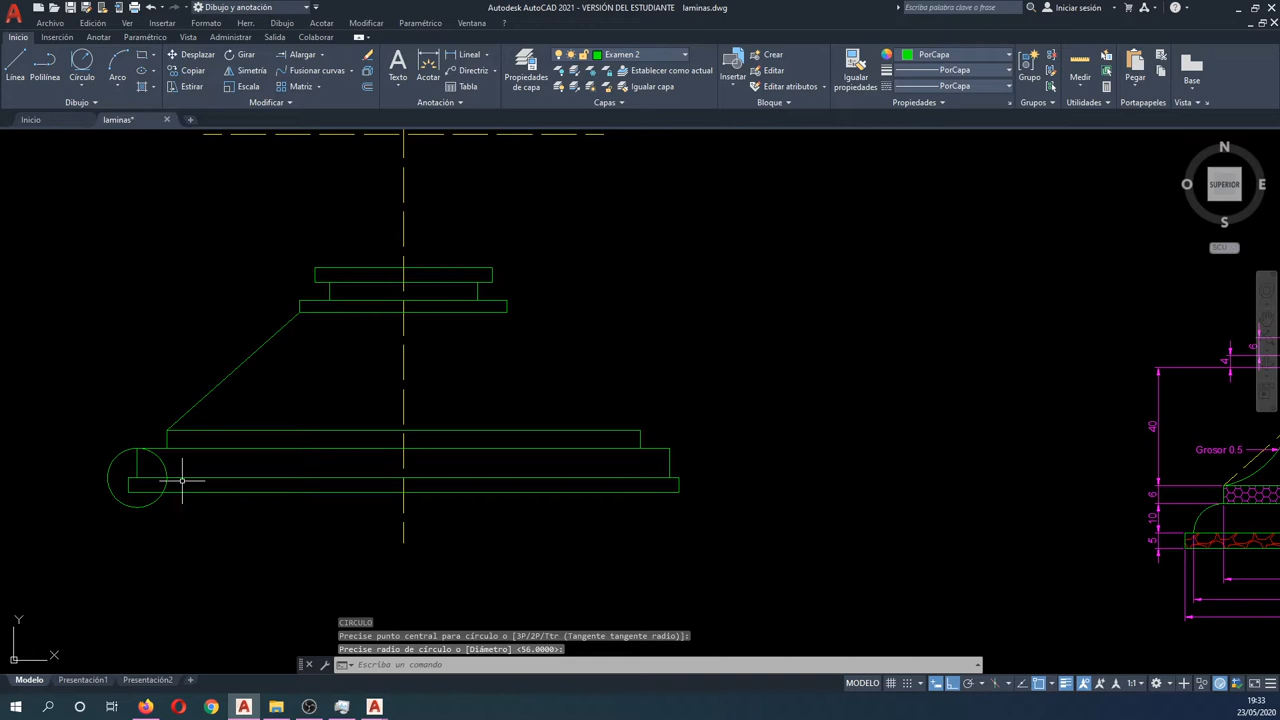 Dibujo y anotación
Autodesk AutoCAD 2021 - VERSIÓN DEL ESTUDIANTE laminas.dwg
Escriba palabra clave o frase
Iniciar sesión
Archivo Edición Ver Insertar Formato Herr. Dibujo Acotar Modificar Paramétrico Ventana ?
Inicio Inserción Anotar Paramétrico Vista Administrar Salida Colaborar
Línea Polilínea Círculo Arco
Desplazar Girar Alargar
Copiar Simetría Fusionar curvas
Estirar Escala Matriz
Texto Acotar
Lineal
Directriz
Tabla
Propiedades de capa
Examen 2
Establecer como actual
Igualar capa
Insertar
Crear
Editar
Editar atributos
Igualar propiedades
PorCapa
PorCapa
PorCapa
Grupo
Medir
Pegar
Base
Dibujo Modificar Anotación Capas Bloque Propiedades Grupos Utilidades Portapapeles Vista
Inicio laminas*
N
O SUPERIOR E
S
SCU
6
4
40
Grosor 0.5
6
10
5
Y
X
CIRCULO
Precise punto central para círculo o [3P/2P/Ttr (Tangente tangente radio)]:
Precise radio de círculo o [Diámetro] <56.0000>:
Escriba un comando
Modelo Presentación1 Presentación2 +
MODELO 1:1
19:33
23/05/2020